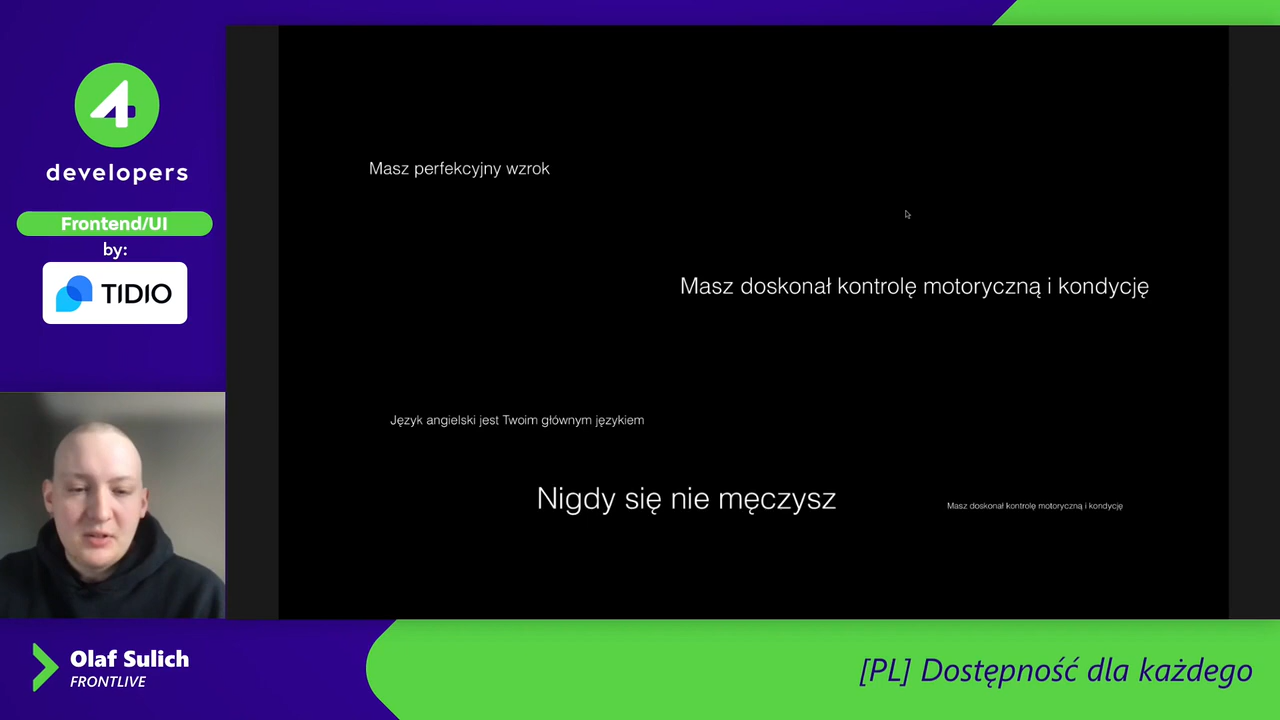 4
developers
Frontend/UI
by:
TIDIO
Masz perfekcyjny wzrok
Masz doskonał kontrolę motoryczną i kondycję
Język angielski jest Twoim głównym językiem
Nigdy się nie męczysz
Masz doskonał kontrolę motoryczną i kondycję
Olaf Sulich
FRONTLIVE
[PL] Dostępność dla każdego